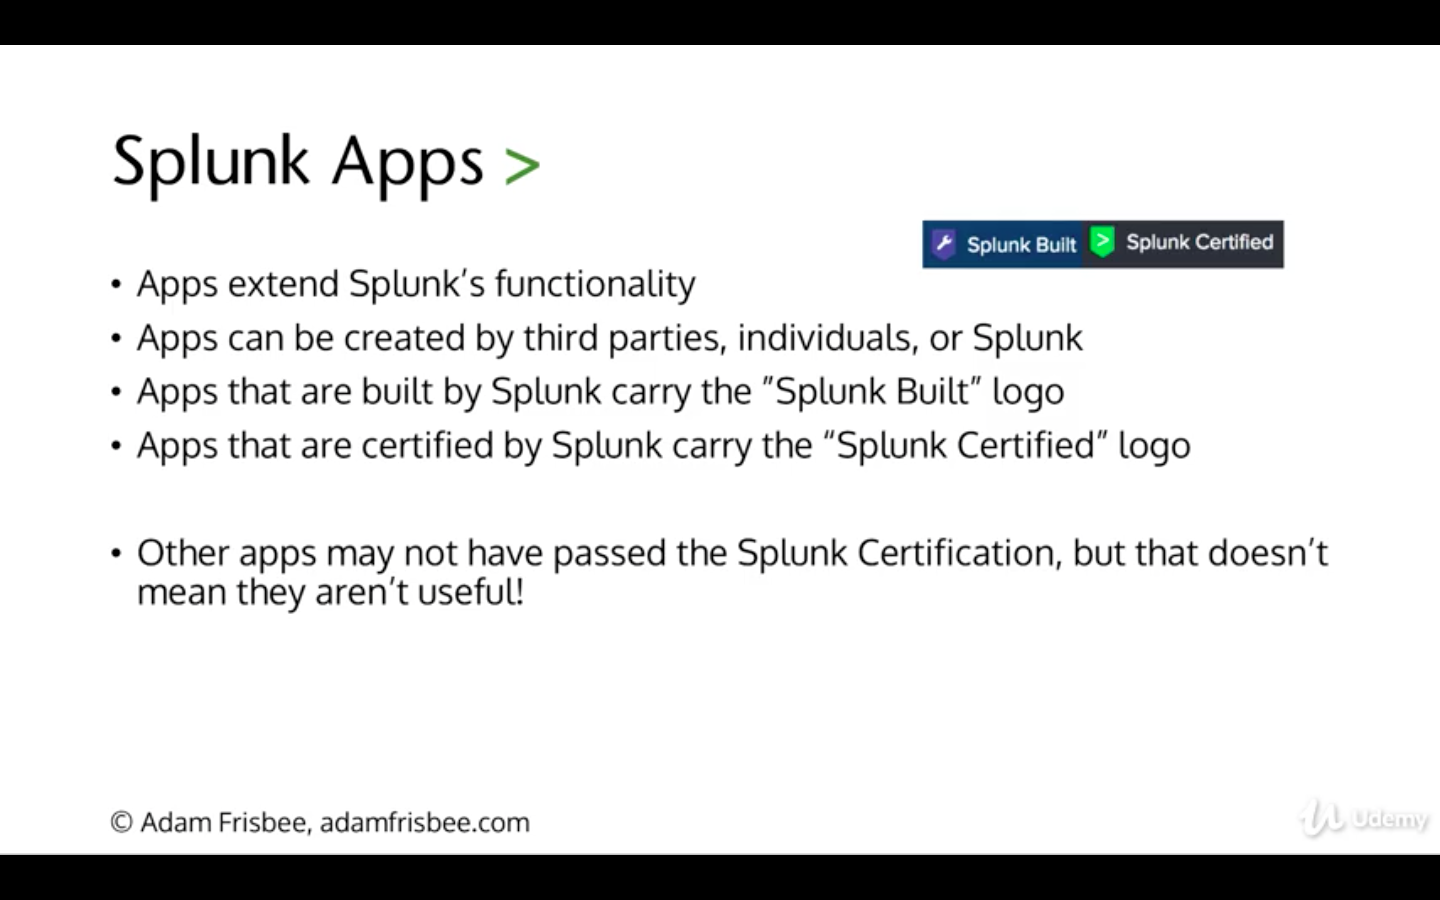 Splunk Apps >
Splunk Built
Splunk Certified
• Apps extend Splunk's functionality
• Apps can be created by third parties, individuals, or Splunk
• Apps that are built by Splunk carry the ”Splunk Built” logo
• Apps that are certified by Splunk carry the “Splunk Certified” logo
• Other apps may not have passed the Splunk Certification, but that doesn't
mean they aren't useful!
© Adam Frisbee, adamfrisbee.com
Udemy